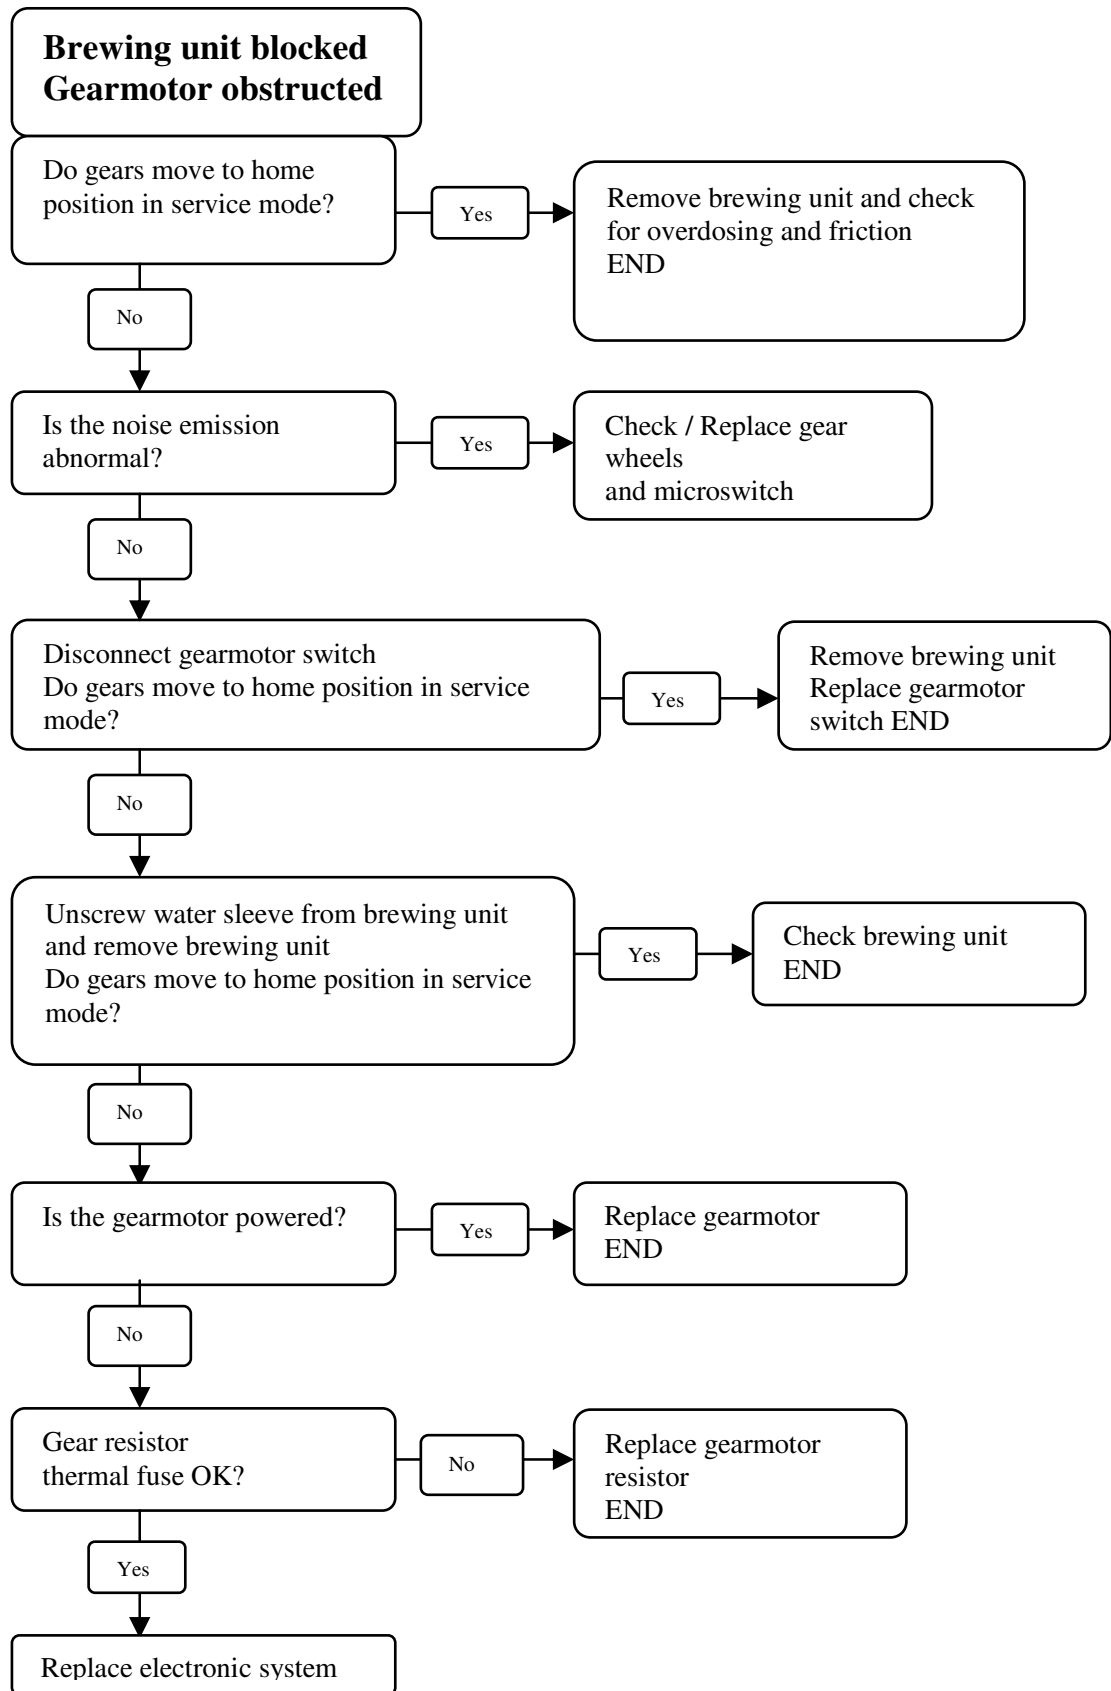 Brewing unit blocked
Gearmotor obstructed
Do gears move to home
position in service mode?
Yes
Remove brewing unit and check
for overdosing and friction
END
No
Is the noise emission
abnormal?
Yes
Check / Replace gear
wheels
and microswitch
No
Disconnect gearmotor switch
Do gears move to home position in service
mode?
Yes
Remove brewing unit
Replace gearmotor
switch END
No
Unscrew water sleeve from brewing unit
and remove brewing unit
Do gears move to home position in service
mode?
Yes
Check brewing unit
END
No
Is the gearmotor powered?
Yes
Replace gearmotor
END
No
Gear resistor
thermal fuse OK?
No
Replace gearmotor
resistor
END
Yes
Replace electronic system